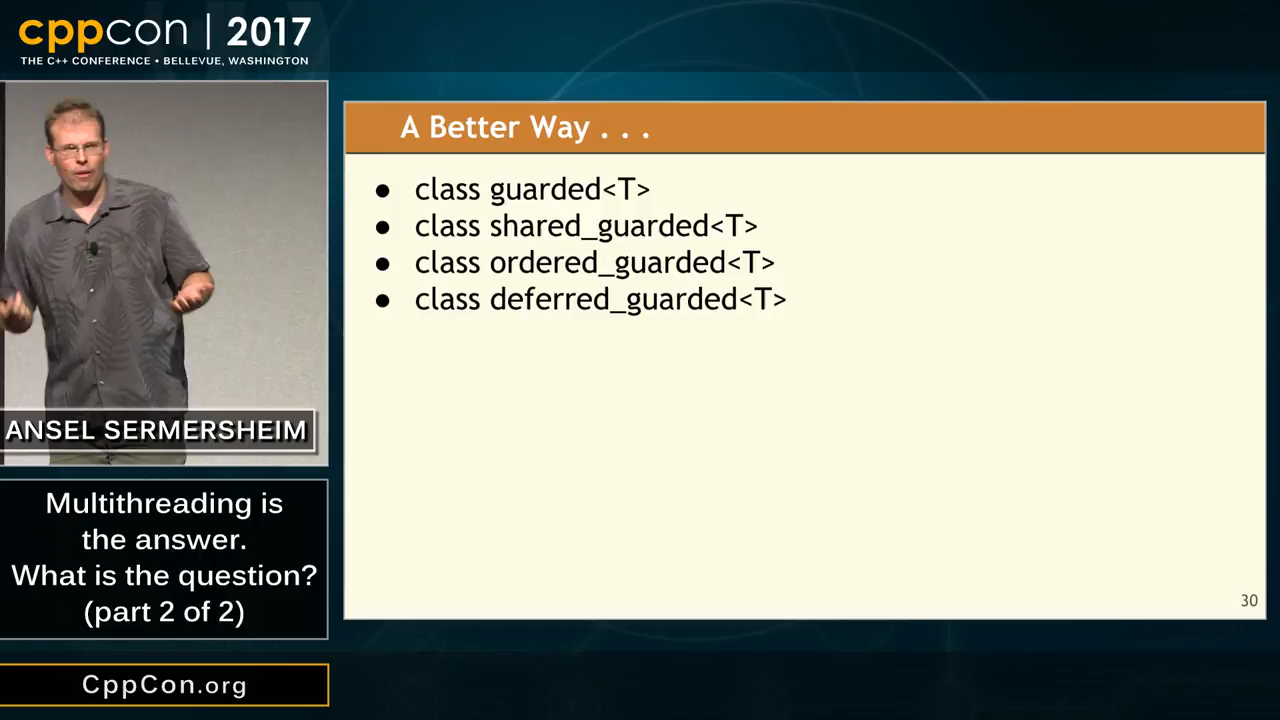 cppcon | 2017
THE C++ CONFERENCE • BELLEVUE, WASHINGTON
A Better Way . . .
● class guarded<T>
● class shared_guarded<T>
● class ordered_guarded<T>
● class deferred_guarded<T>
30
ANSEL SERMERSHEIM
Multithreading is
the answer.
What is the question?
(part 2 of 2)
CppCon.org